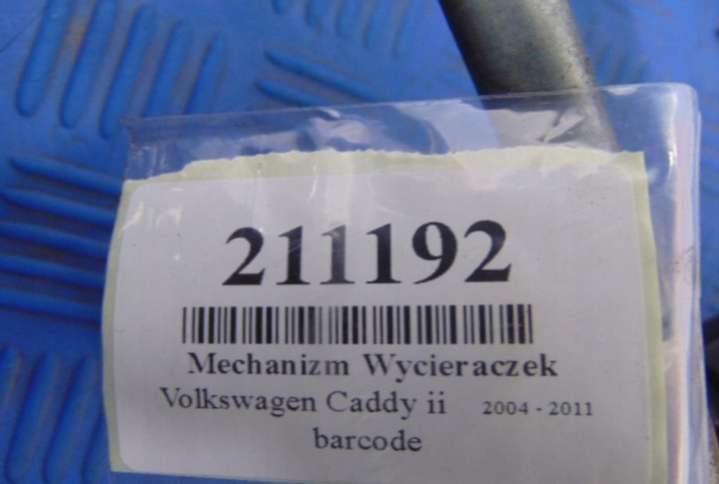 211192
Mechanizm Wycieraczek
Volkswagen Caddy ii 2004 - 2011
barcode